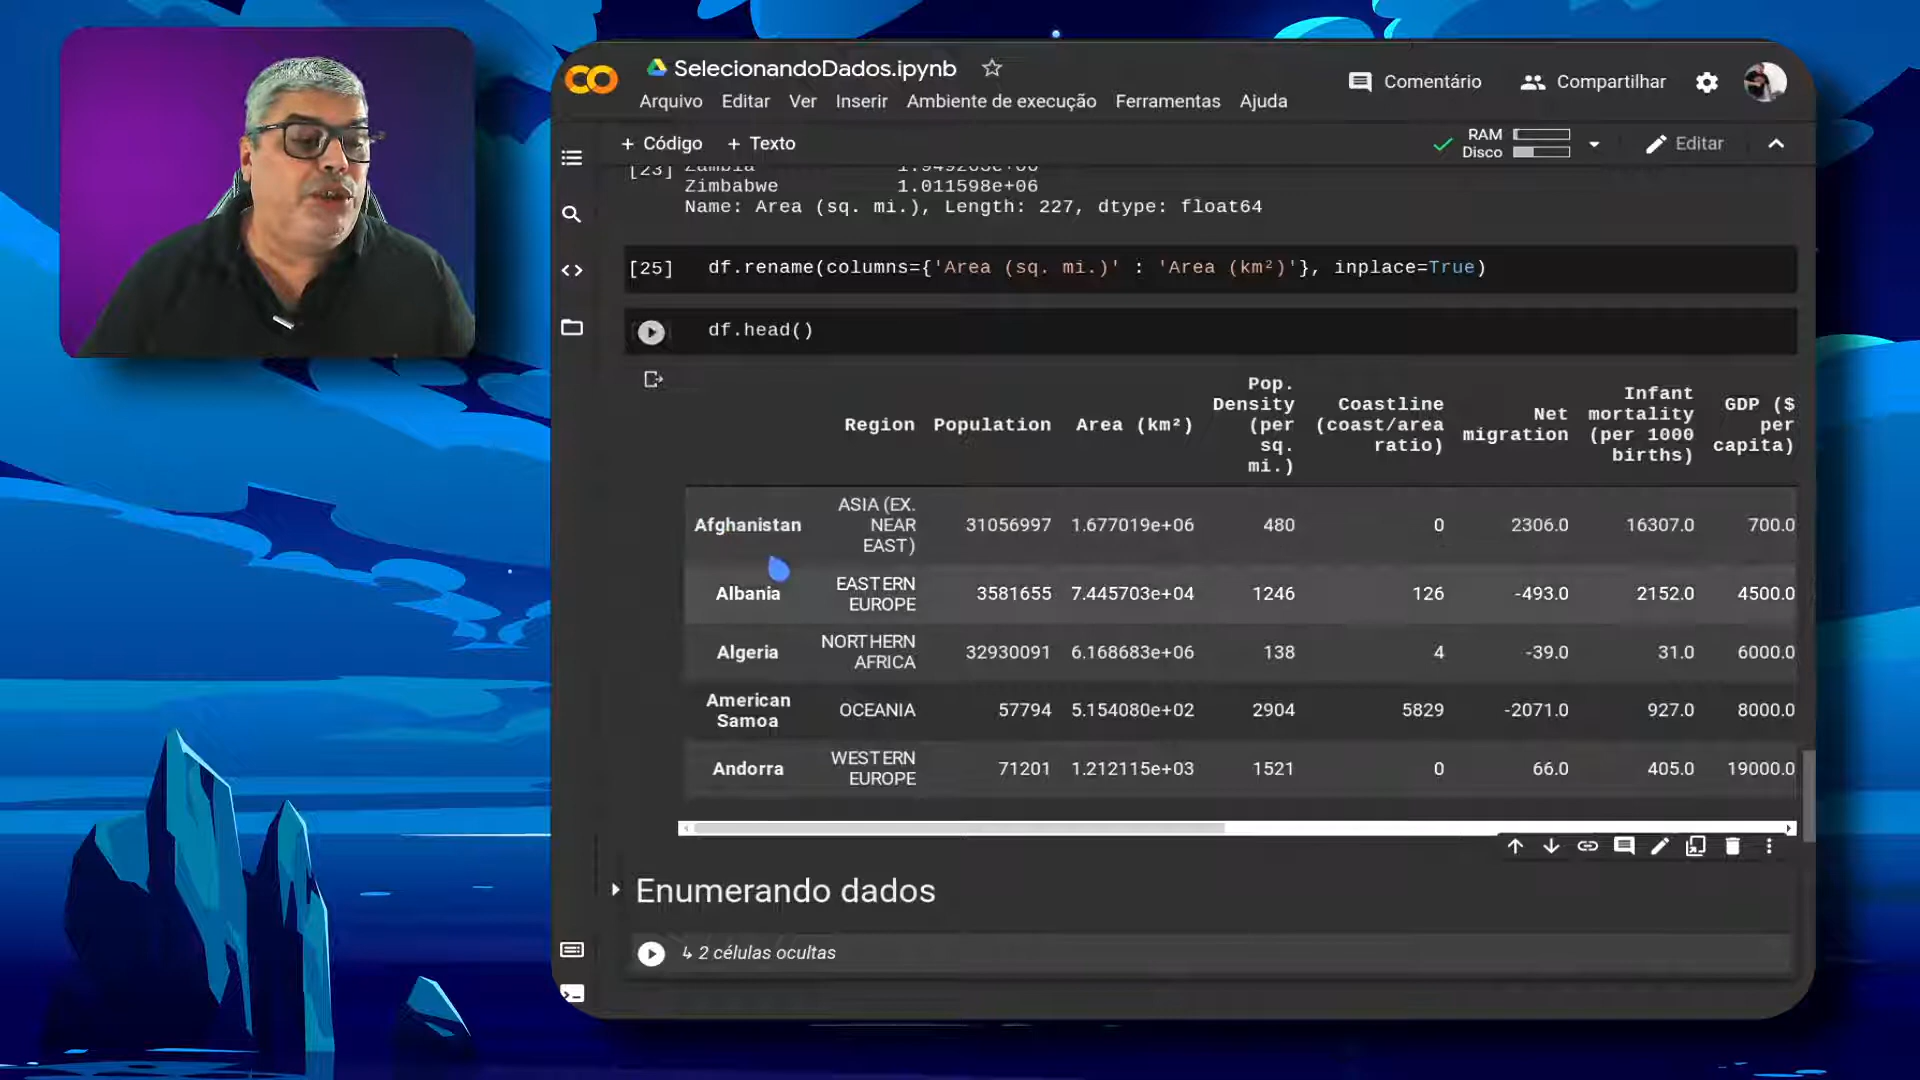 SelecionandoDados.ipynb
Comentário
Compartilhar
Arquivo Editar Ver Inserir Ambiente de execução Ferramentas Ajuda
+ Código + Texto
RAM
Disco
Editar
[23] Zambia 1.949263e+06
Zimbabwe 1.011598e+06
Name: Area (sq. mi.), Length: 227, dtype: float64
[25] df.rename(columns={'Area (sq. mi.)' : 'Area (km²)'}, inplace=True)
df.head()
Region Population Area (km²) Pop. Density (per sq. mi.) Coastline (coast/area ratio) Net migration Infant mortality (per 1000 births) GDP ($ per capita)
Afghanistan ASIA (EX. NEAR EAST) 31056997 1.677019e+06 480 0 2306.0 16307.0 700.0
Albania EASTERN EUROPE 3581655 7.445703e+04 1246 126 -493.0 2152.0 4500.0
Algeria NORTHERN AFRICA 32930091 6.168683e+06 138 4 -39.0 31.0 6000.0
American Samoa OCEANIA 57794 5.154080e+02 2904 5829 -2071.0 927.0 8000.0
Andorra WESTERN EUROPE 71201 1.212115e+03 1521 0 66.0 405.0 19000.0
Enumerando dados
↳ 2 células ocultas